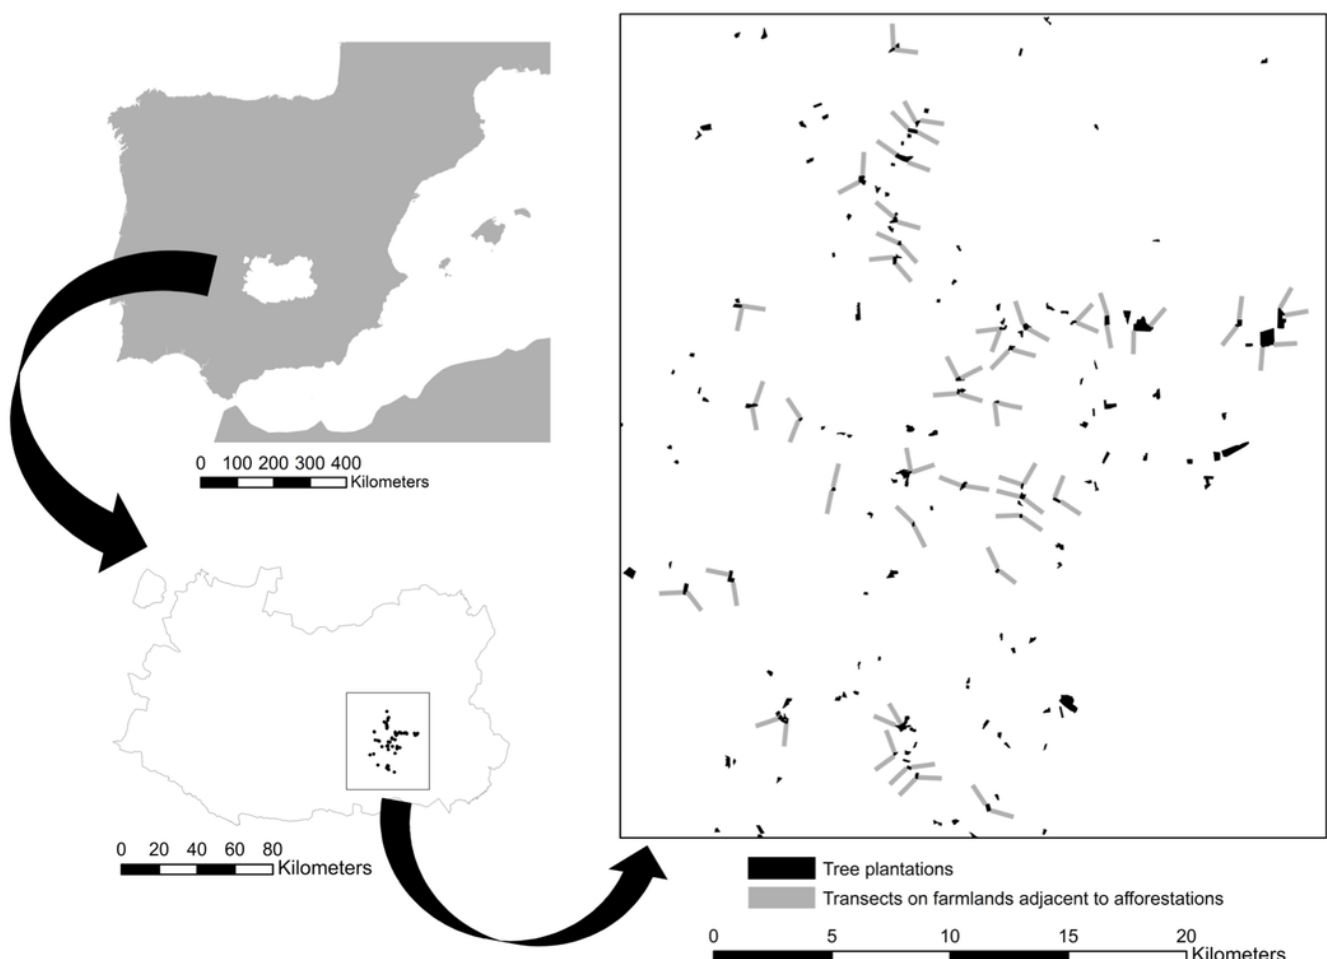 0 100 200 300 400
Kilometers
0 20 40 60 80
Kilometers
Tree plantations
Transects on farmlands adjacent to afforestations
0 5 10 15 20
Kilometers